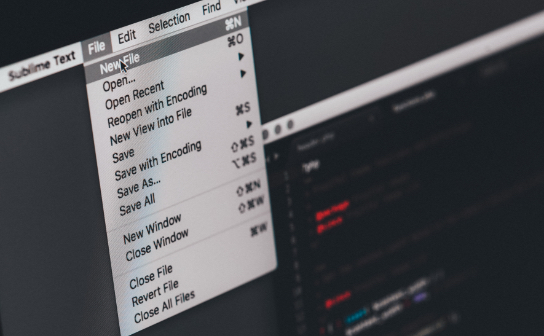 Sublime Text File Edit Selection Find
New File ⌘N
Open... ⌘O
Open Recent ▶
Reopen with Encoding ▶
New View into File
Save ⌘S
Save with Encoding ▶
Save As... ⇧⌘S
Save All ⌥⌘S
New Window ⇧⌘N
Close Window ⇧⌘W
Close File ⌘W
Revert File
Close All Files